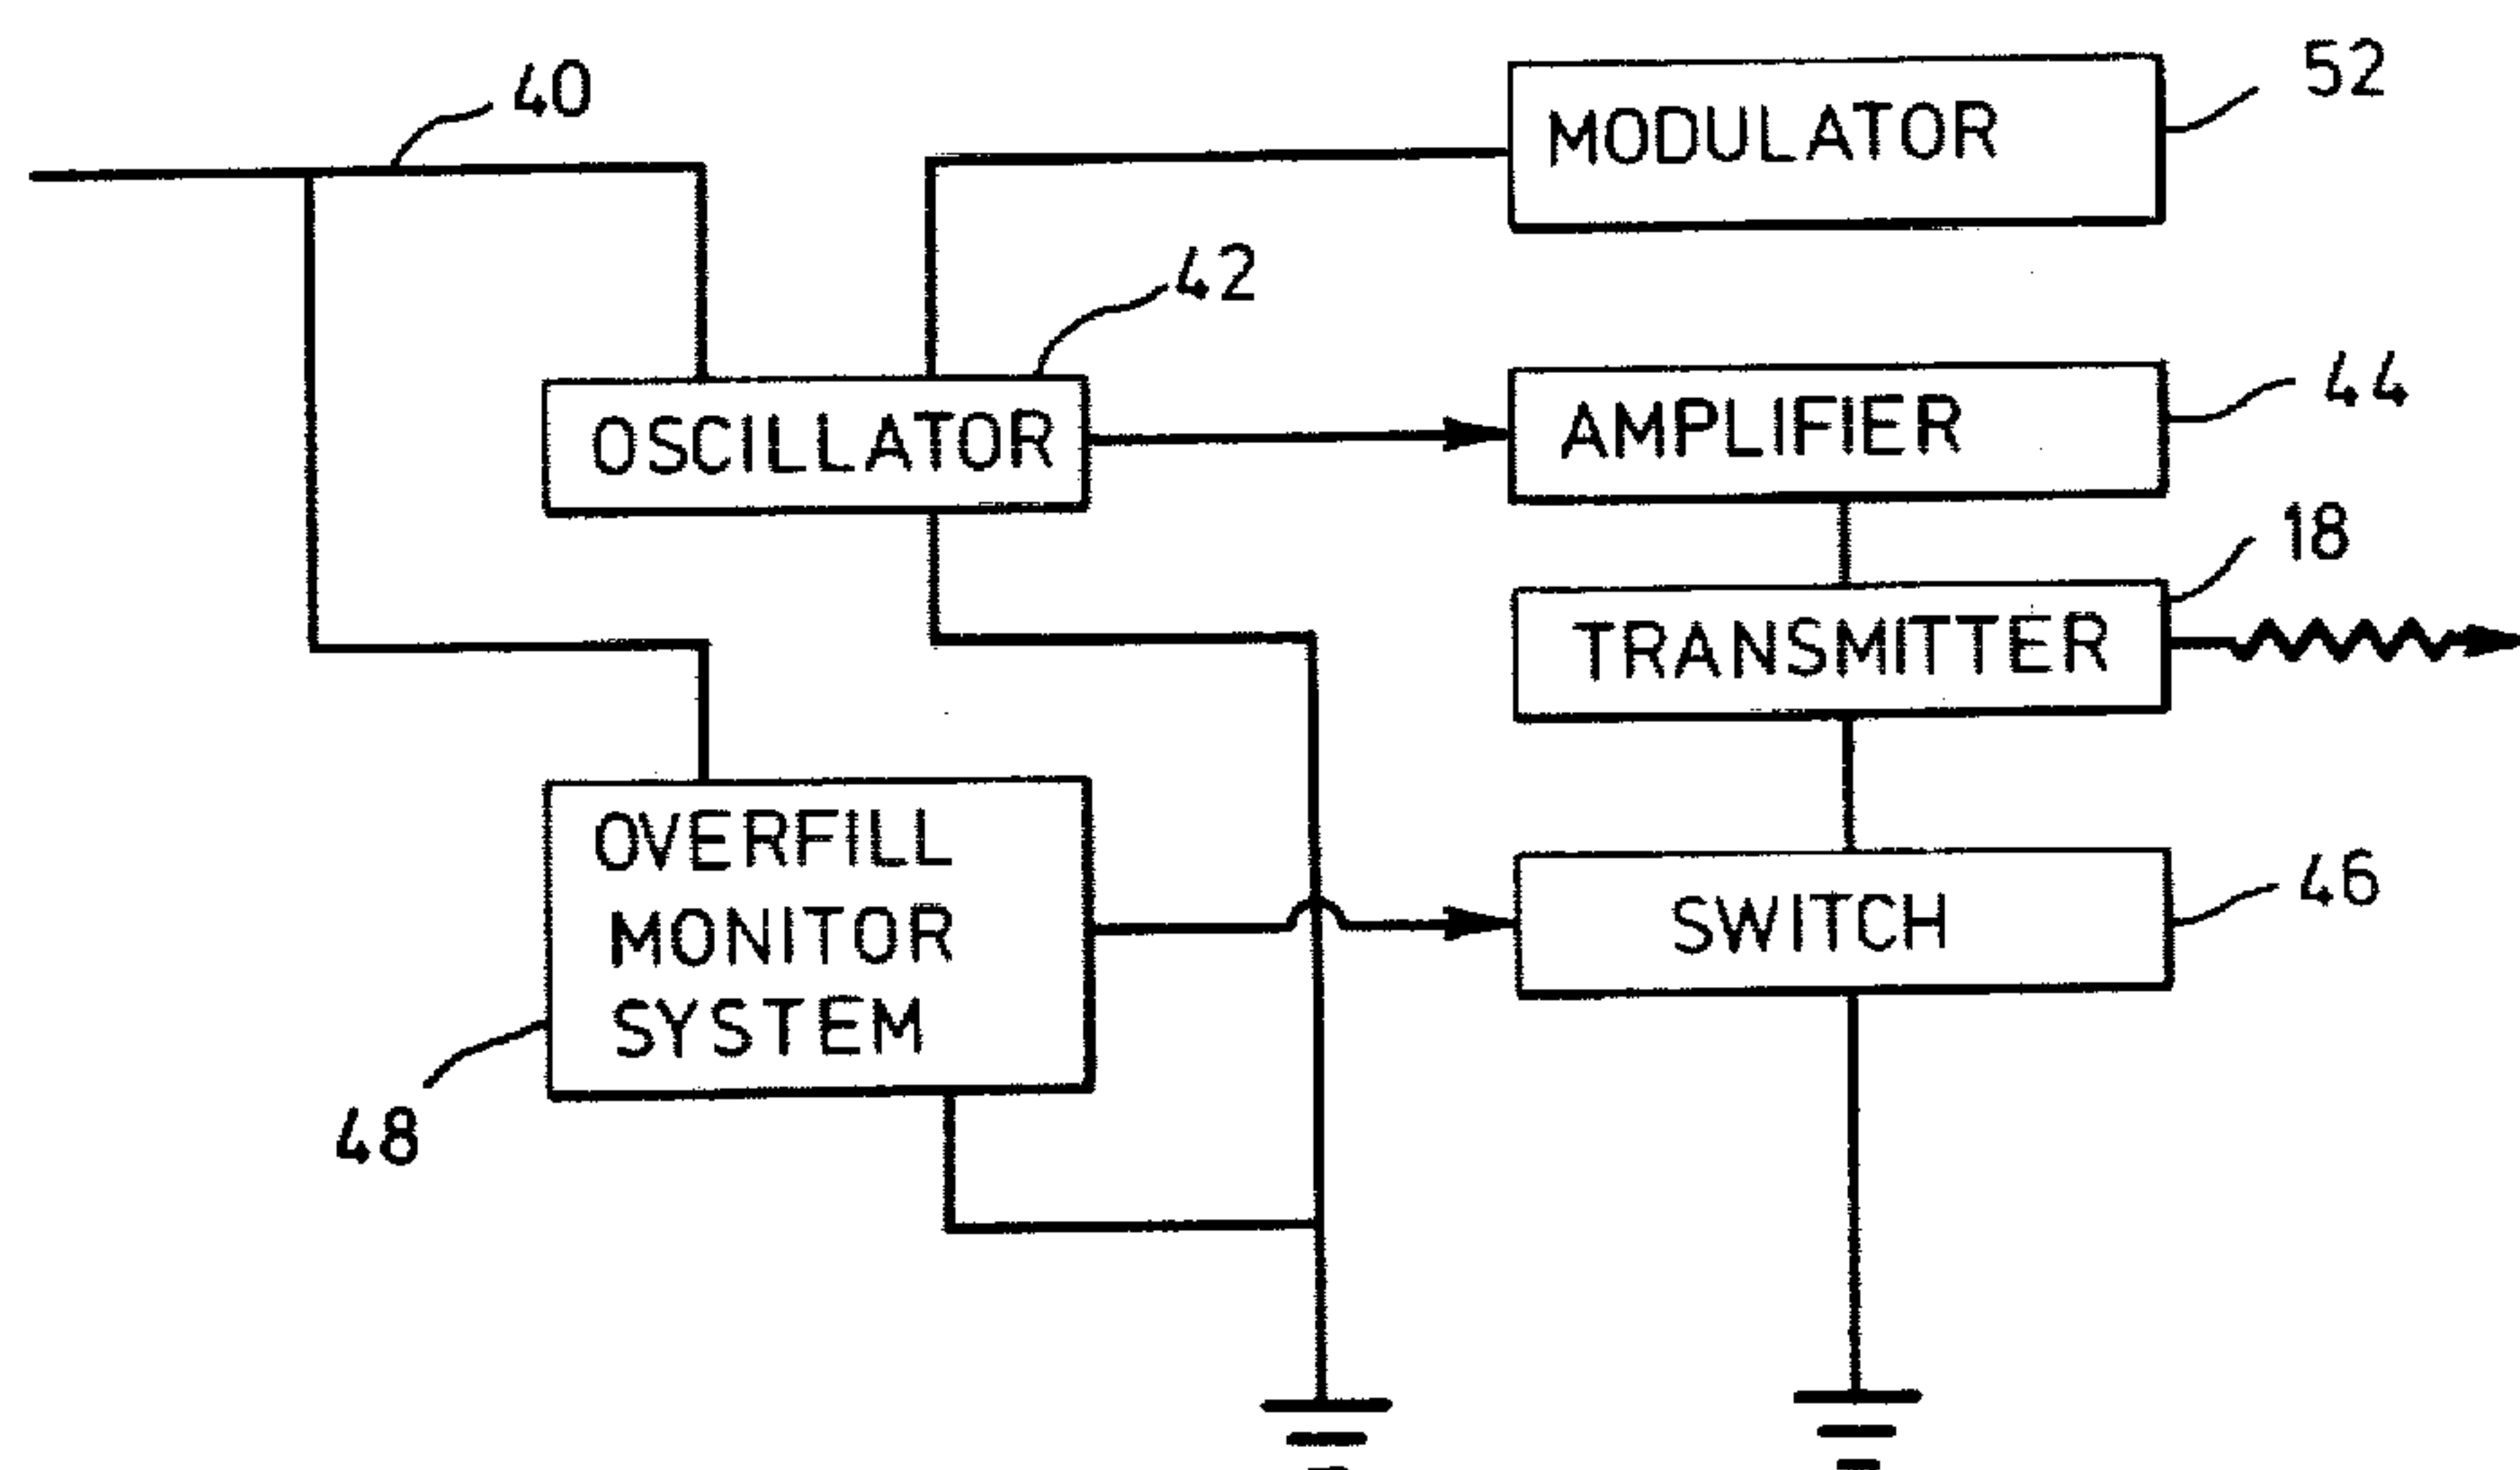 40
52
MODULATOR
42
44
OSCILLATOR
AMPLIFIER
18
TRANSMITTER
OVERFILL
MONITOR
SYSTEM
46
SWITCH
48